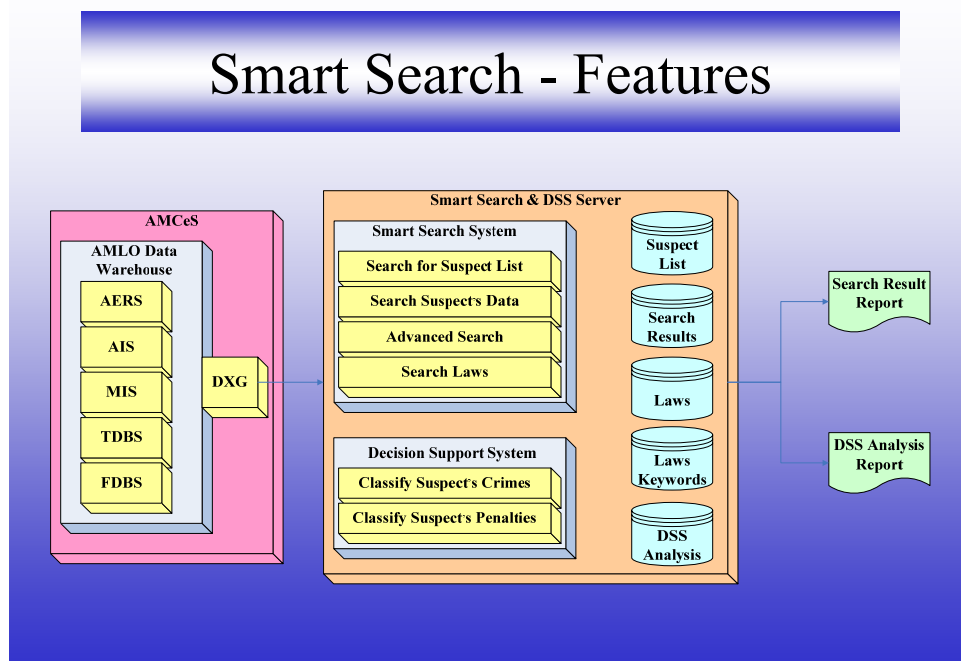 Smart Search - Features
AMCeS
AMLO Data
Warehouse
AERS
AIS
MIS
TDBS
FDBS
DXG
Smart Search & DSS Server
Smart Search System
Search for Suspect List
Search Suspect's Data
Advanced Search
Search Laws
Decision Support System
Classify Suspect's Crimes
Classify Suspect's Penalties
Suspect
List
Search
Results
Laws
Laws
Keywords
DSS
Analysis
Search Result
Report
DSS Analysis
Report